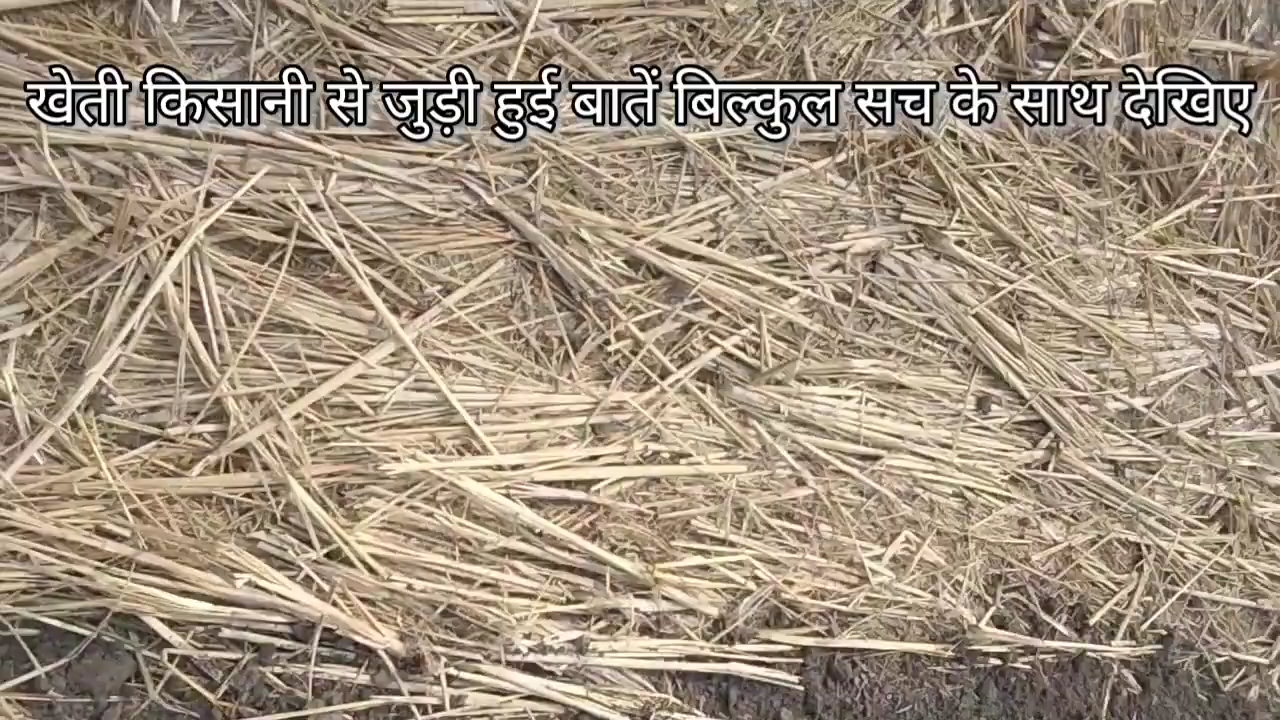 खेती किसानी से जुड़ी हुई बातें बिल्कुल सच के साथ देखिए